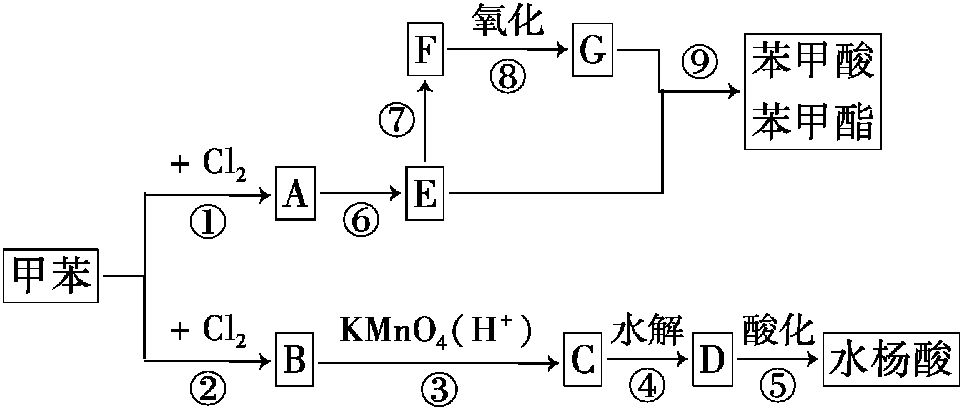 F 氧化 ⑧ G ⑨ 苯甲酸
苯甲酯
⑦
+ Cl₂ ① A ⑥ E
甲苯
+ Cl₂ ② B KMnO₄(H⁺) ③ C 水解 ④ D 酸化 ⑤ 水杨酸